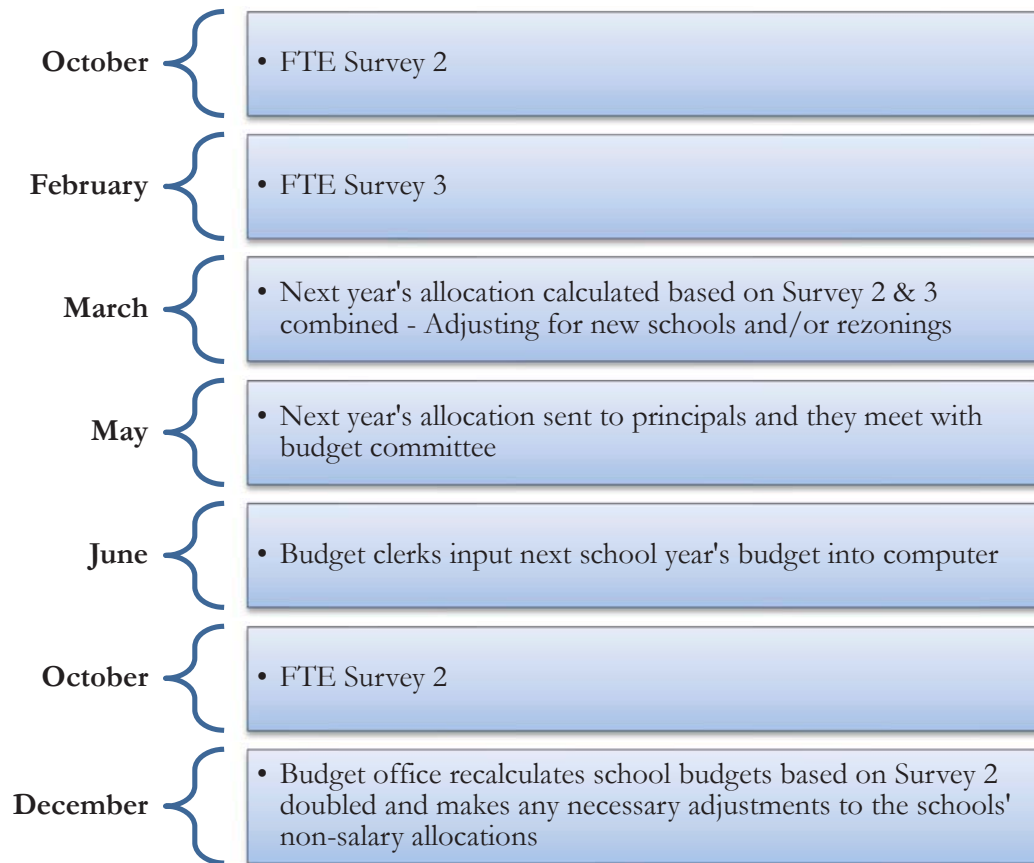 October
• FTE Survey 2
February
• FTE Survey 3
March
• Next year's allocation calculated based on Survey 2 & 3
combined - Adjusting for new schools and/or rezonings
May
• Next year's allocation sent to principals and they meet with
budget committee
June
• Budget clerks input next school year's budget into computer
October
• FTE Survey 2
December
• Budget office recalculates school budgets based on Survey 2
doubled and makes any necessary adjustments to the schools'
non-salary allocations